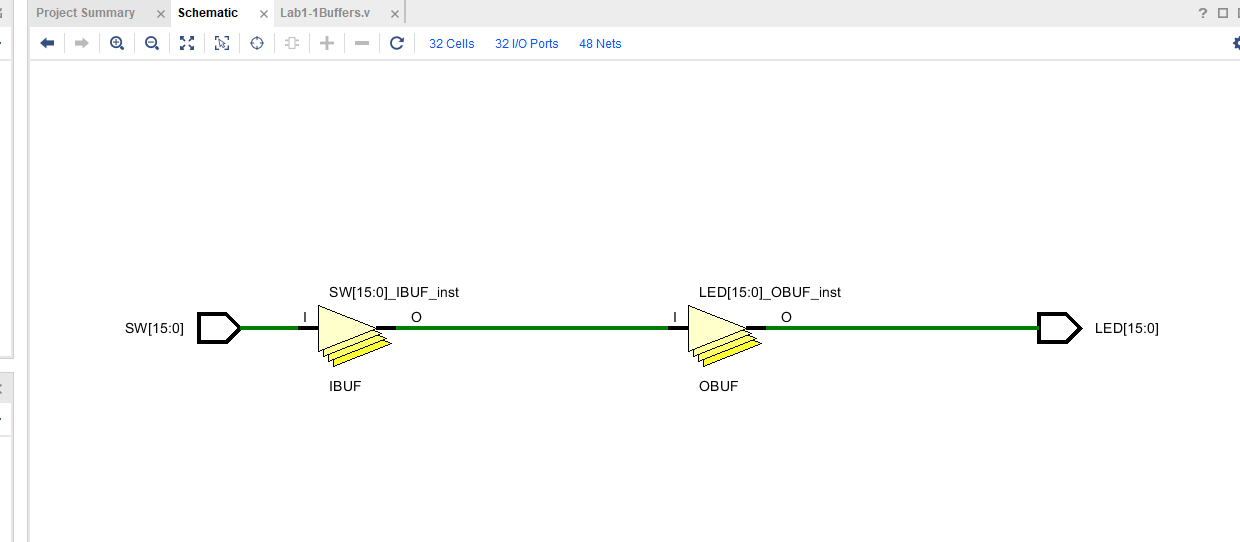 Project Summary
Schematic
Lab1-1Buffers.v
?
32 Cells
32 I/O Ports
48 Nets
SW[15:0]_IBUF_inst
LED[15:0]_OBUF_inst
I
O
I
O
SW[15:0]
LED[15:0]
IBUF
OBUF